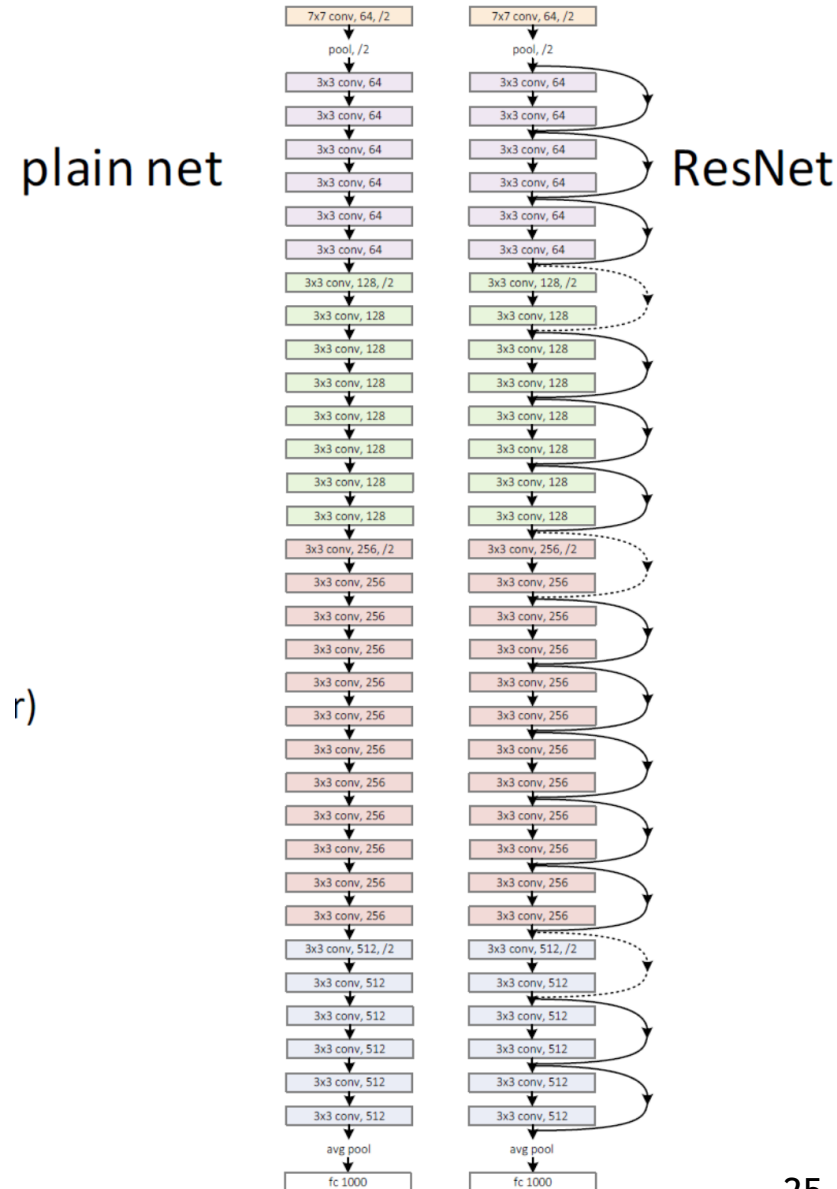 plain net
7x7 conv, 64, /2
pool, /2
3x3 conv, 64
3x3 conv, 64
3x3 conv, 64
3x3 conv, 64
3x3 conv, 64
3x3 conv, 64
3x3 conv, 128, /2
3x3 conv, 128
3x3 conv, 128
3x3 conv, 128
3x3 conv, 128
3x3 conv, 128
3x3 conv, 128
3x3 conv, 128
3x3 conv, 256, /2
3x3 conv, 256
3x3 conv, 256
3x3 conv, 256
3x3 conv, 256
3x3 conv, 256
3x3 conv, 256
3x3 conv, 256
3x3 conv, 256
3x3 conv, 256
3x3 conv, 256
3x3 conv, 256
3x3 conv, 512, /2
3x3 conv, 512
3x3 conv, 512
3x3 conv, 512
3x3 conv, 512
3x3 conv, 512
avg pool
fc 1000
ResNet
7x7 conv, 64, /2
pool, /2
3x3 conv, 64
3x3 conv, 64
3x3 conv, 64
3x3 conv, 64
3x3 conv, 64
3x3 conv, 64
3x3 conv, 128, /2
3x3 conv, 128
3x3 conv, 128
3x3 conv, 128
3x3 conv, 128
3x3 conv, 128
3x3 conv, 128
3x3 conv, 128
3x3 conv, 256, /2
3x3 conv, 256
3x3 conv, 256
3x3 conv, 256
3x3 conv, 256
3x3 conv, 256
3x3 conv, 256
3x3 conv, 256
3x3 conv, 256
3x3 conv, 256
3x3 conv, 256
3x3 conv, 256
3x3 conv, 512, /2
3x3 conv, 512
3x3 conv, 512
3x3 conv, 512
3x3 conv, 512
3x3 conv, 512
avg pool
fc 1000
r)